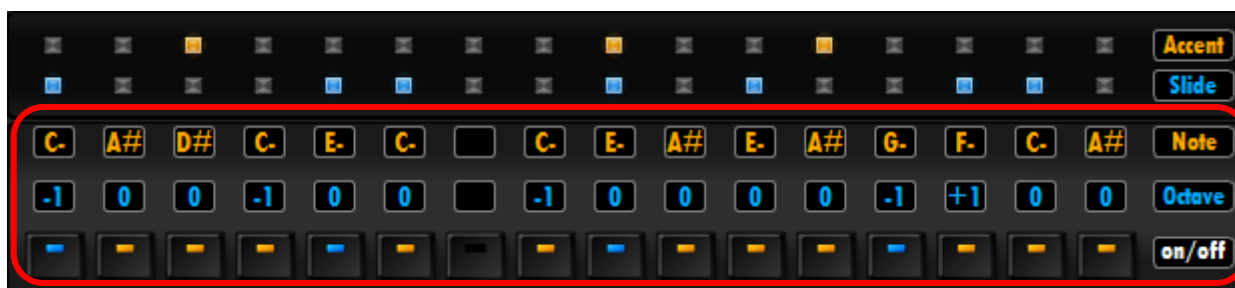 Accent
Slide
C- A# D# C- E- C- C- E- A# E- A# G- F- C- A# Note
-1 0 0 -1 0 0 -1 0 0 0 0 -1 +1 0 0 Octave
on/off